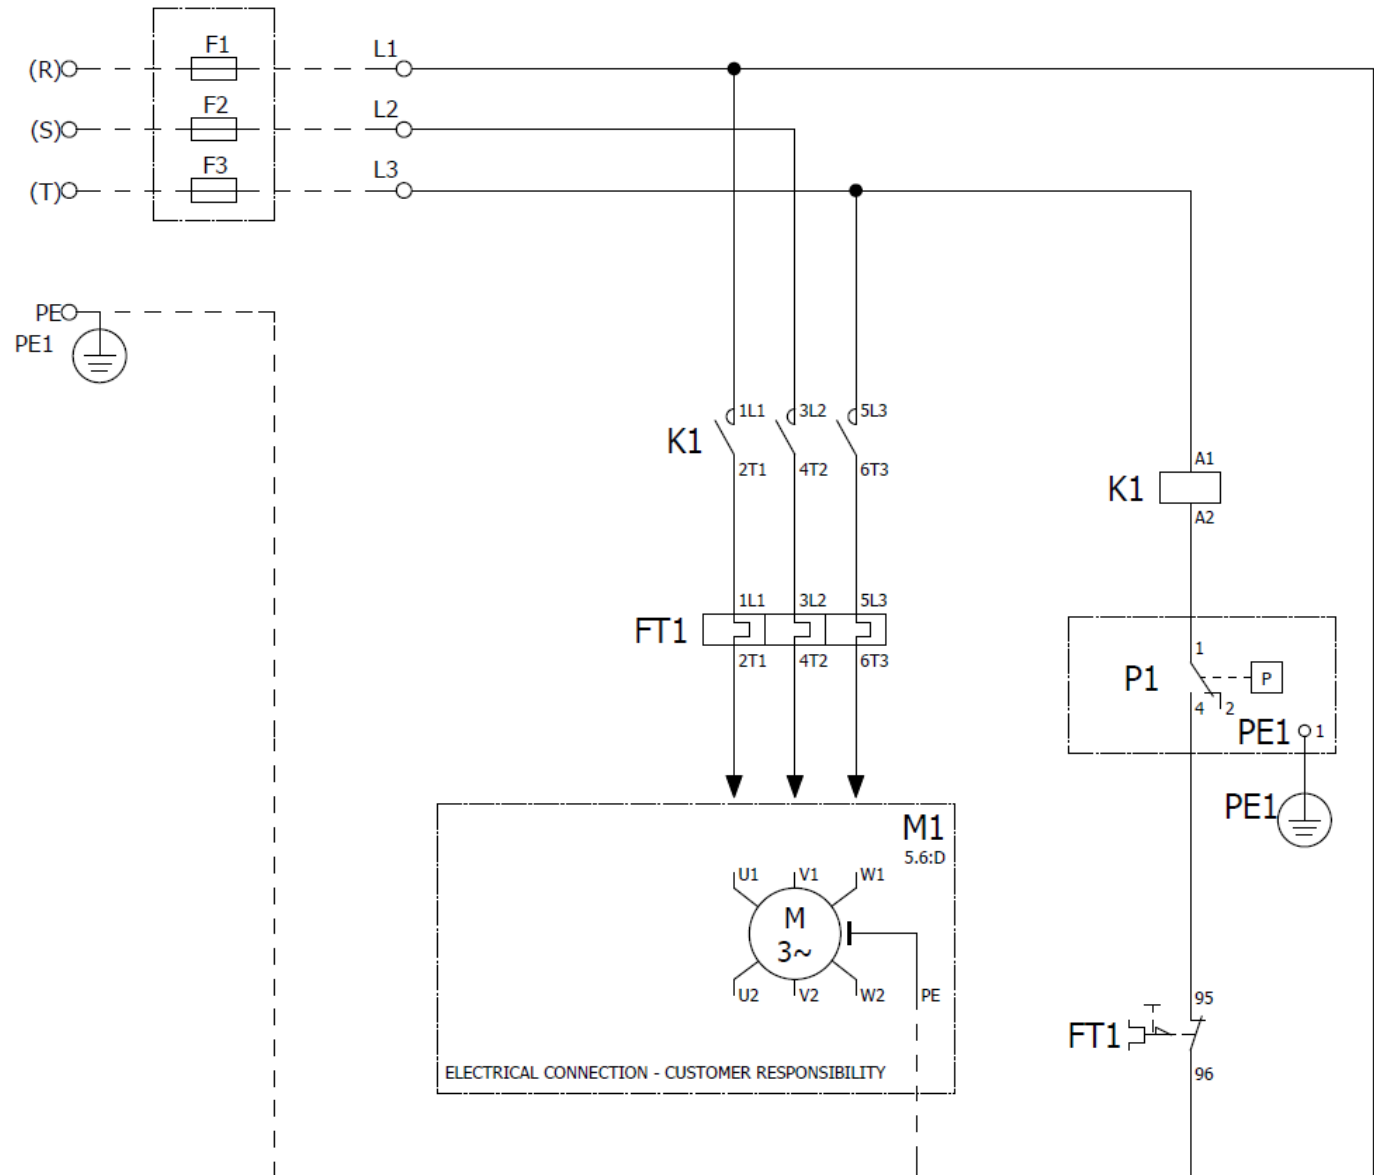 F1
(R) L1
F2
(S) L2
F3
(T) L3
PE
PE1
1L1 3L2 5L3
K1
2T1 4T2 6T3
A1
K1
A2
1L1 3L2 5L3
FT1
2T1 4T2 6T3
1
P1 P
4 2
PE1 1
PE1
M1
5.6:D
U1 V1 W1
M
3~
U2 V2 W2 PE
95
FT1
96
ELECTRICAL CONNECTION - CUSTOMER RESPONSIBILITY